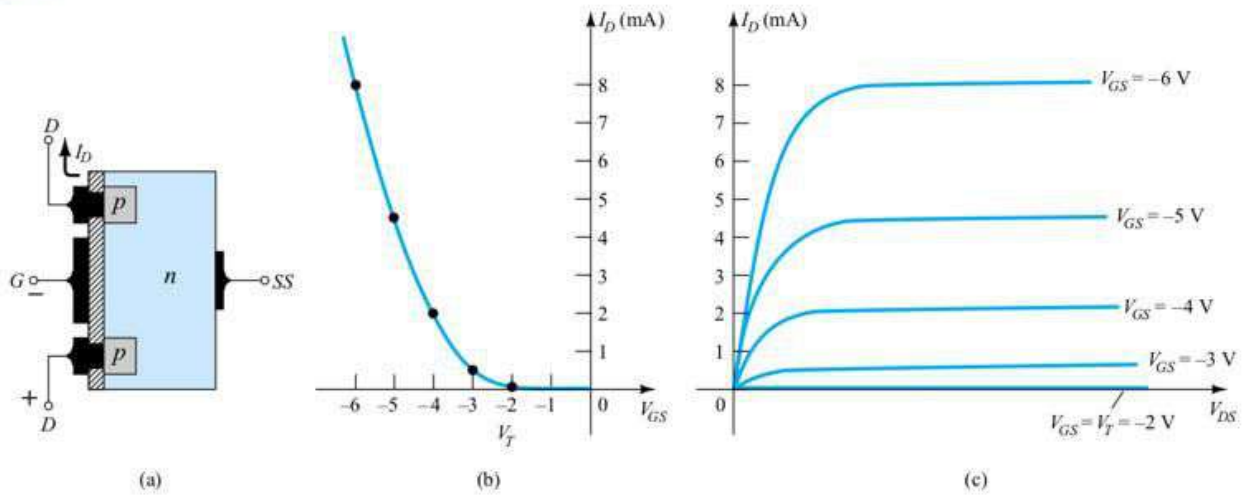 D
I_D
p
n
G
–
SS
p
+
D
(a)
I_D (mA)
8
7
6
5
4
3
2
1
–6 –5 –4 –3 –2 –1 0 V_GS
V_T
(b)
I_D (mA)
8
7
6
5
4
3
2
1
0
V_GS = –6 V
V_GS = –5 V
V_GS = –4 V
V_GS = –3 V
V_GS = V_T = –2 V
V_DS
(c)